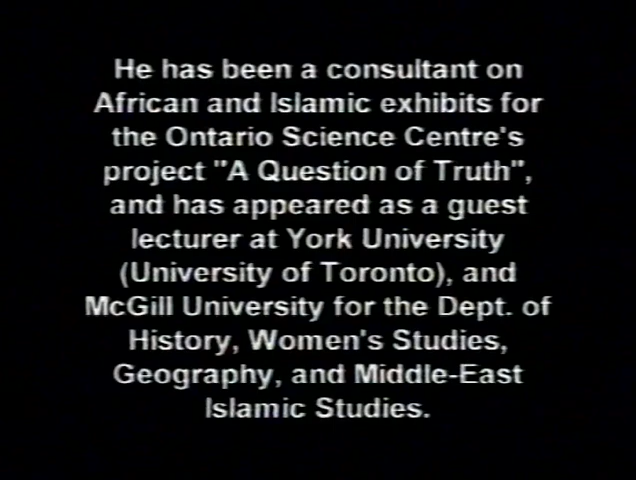 He has been a consultant on
African and Islamic exhibits for
the Ontario Science Centre's
project "A Question of Truth",
and has appeared as a guest
lecturer at York University
(University of Toronto), and
McGill University for the Dept. of
History, Women's Studies,
Geography, and Middle-East
Islamic Studies.